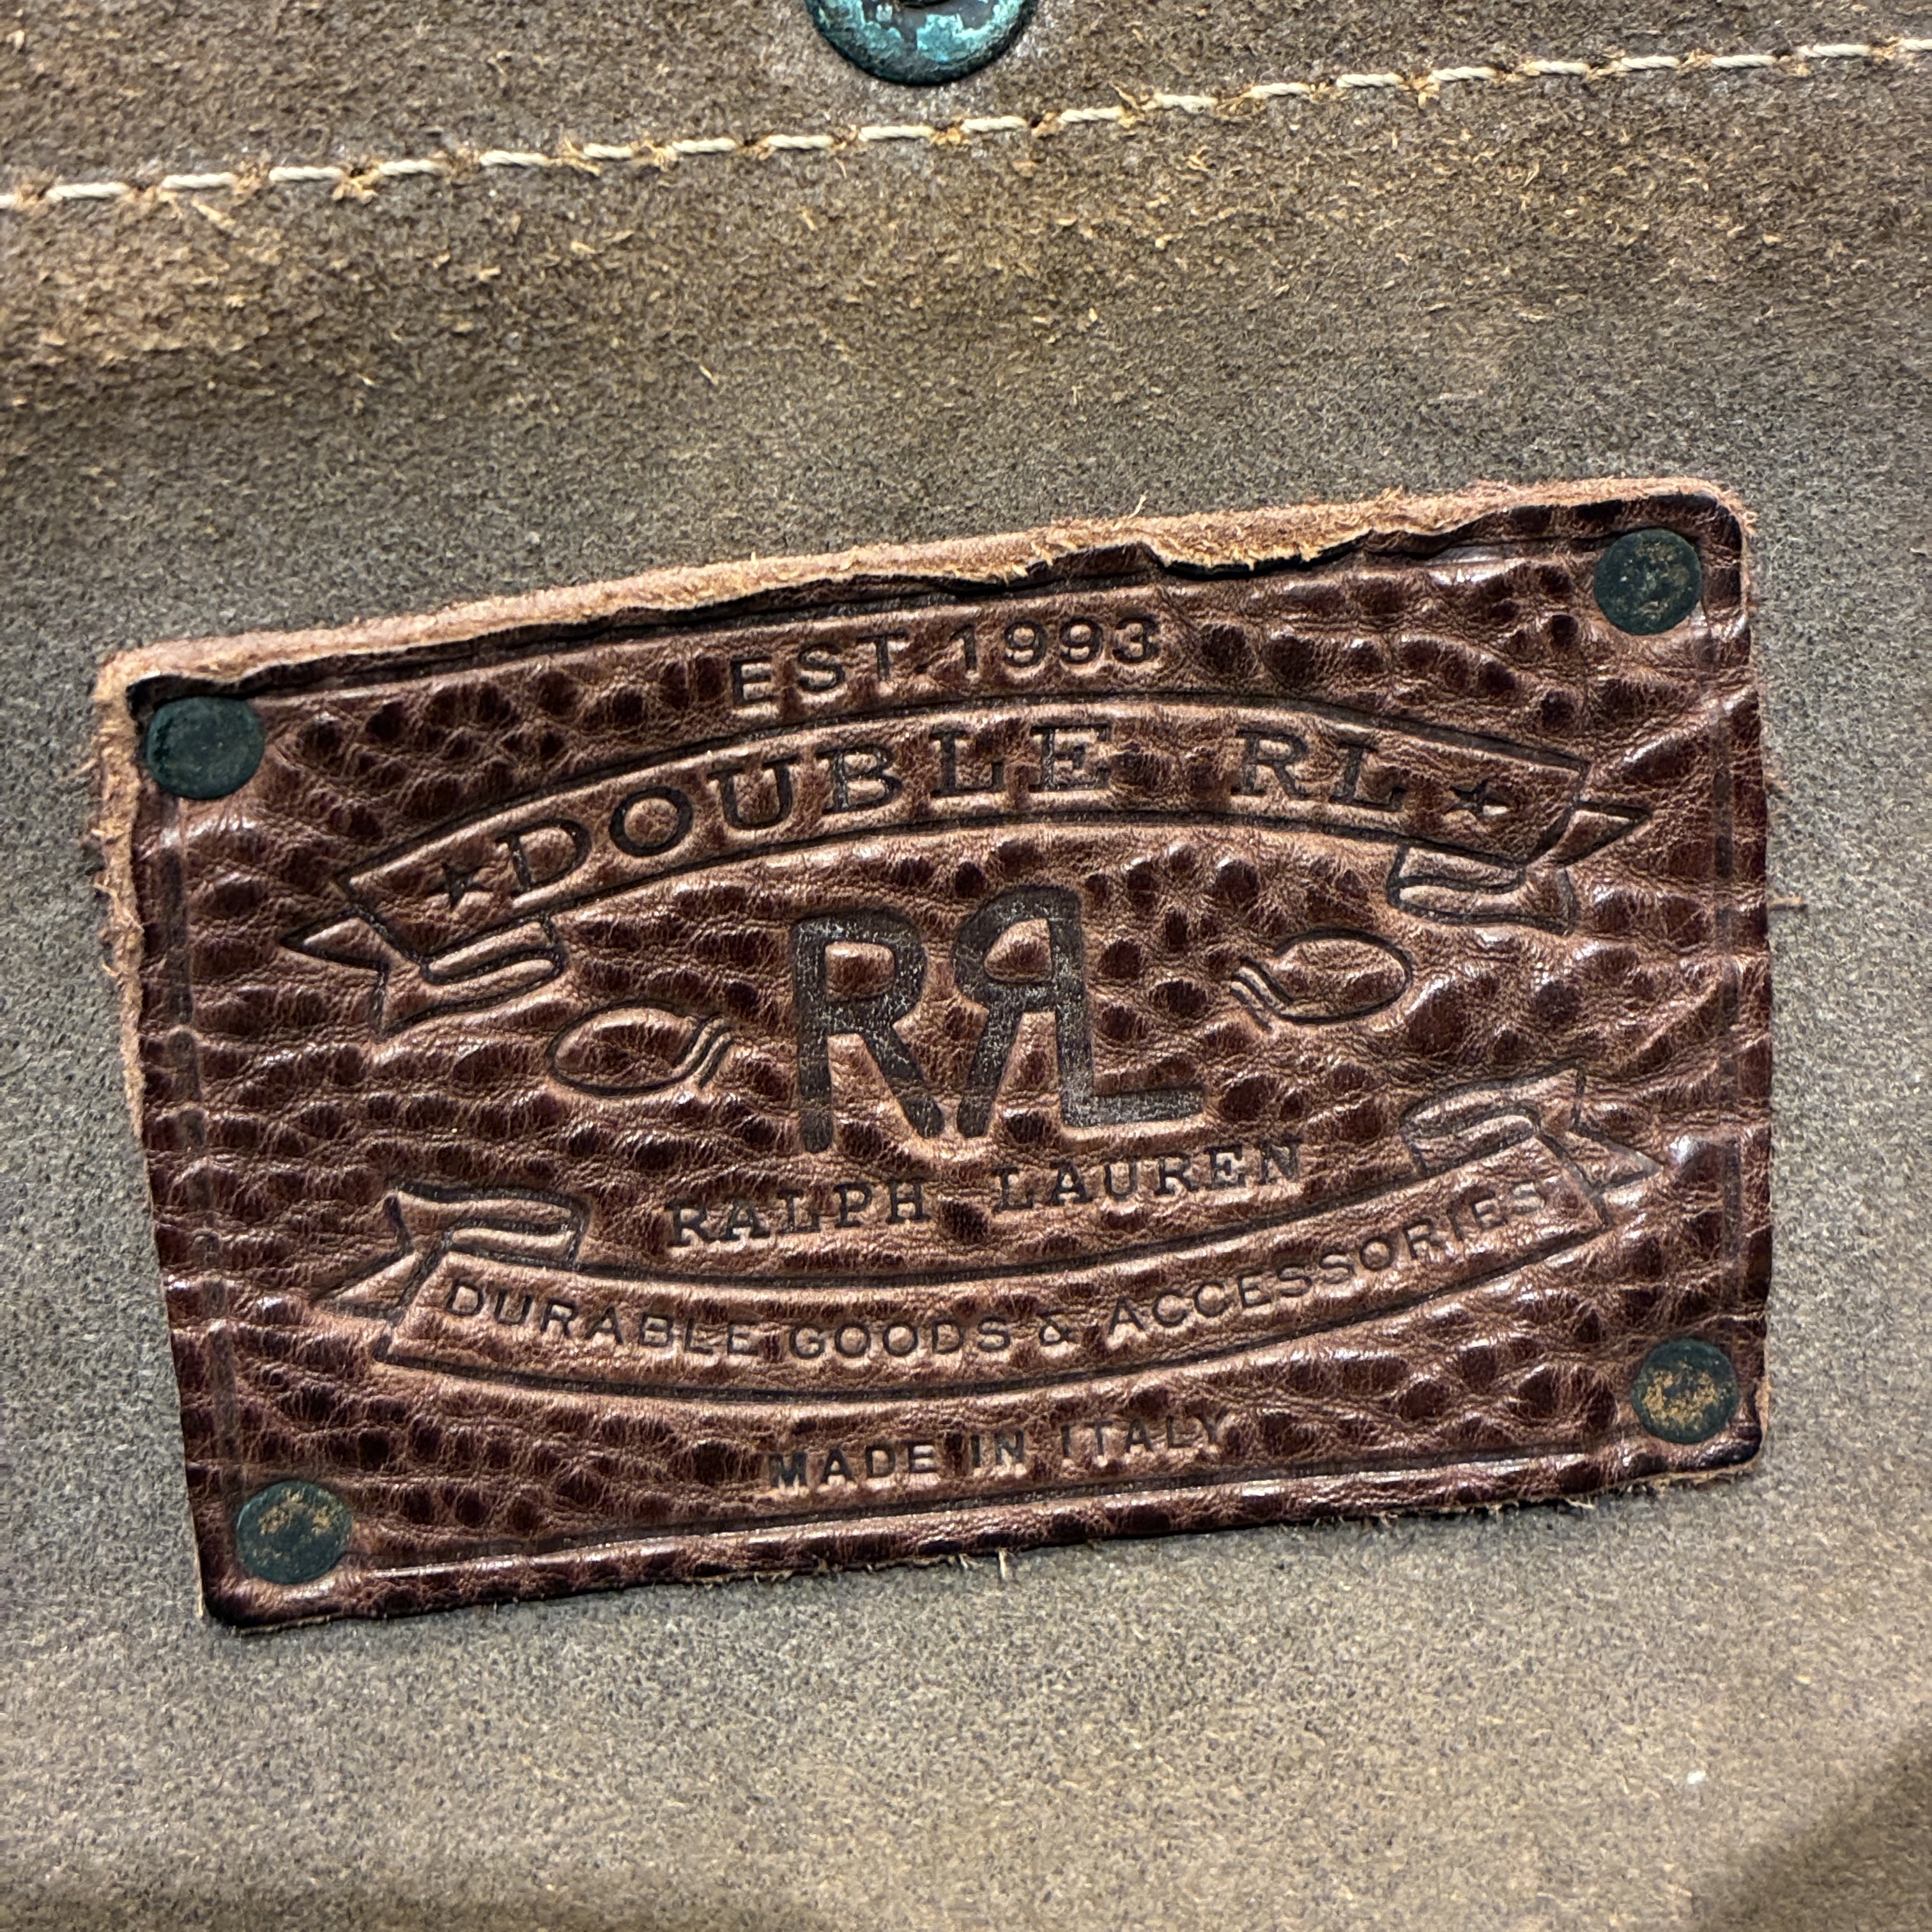 EST. 1993
★ DOUBLE RL ★
RRL
RALPH LAUREN
DURABLE GOODS & ACCESSORIES
MADE IN ITALY